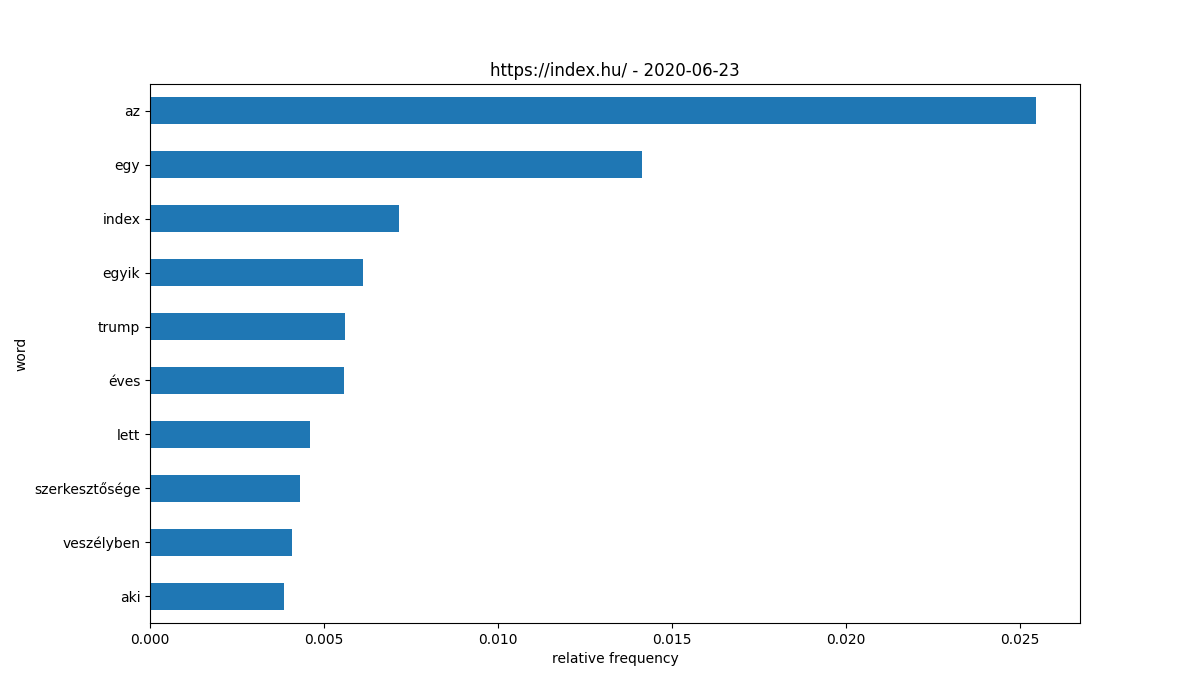 https://index.hu/ - 2020-06-23
az
egy
index
egyik
trump
éves
lett
szerkesztősége
veszélyben
aki
word
0.000 0.005 0.010 0.015 0.020 0.025
relative frequency